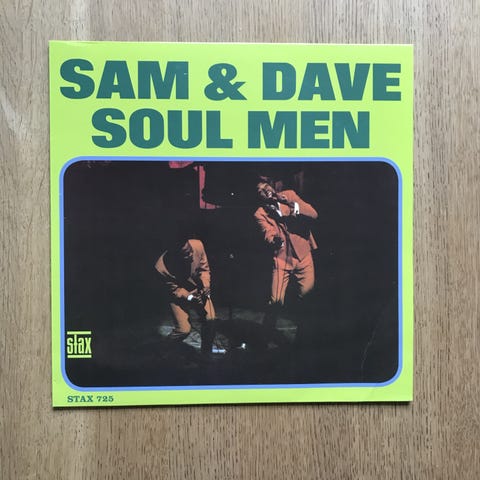 SAM & DAVE
SOUL MEN
stax
STAX 725